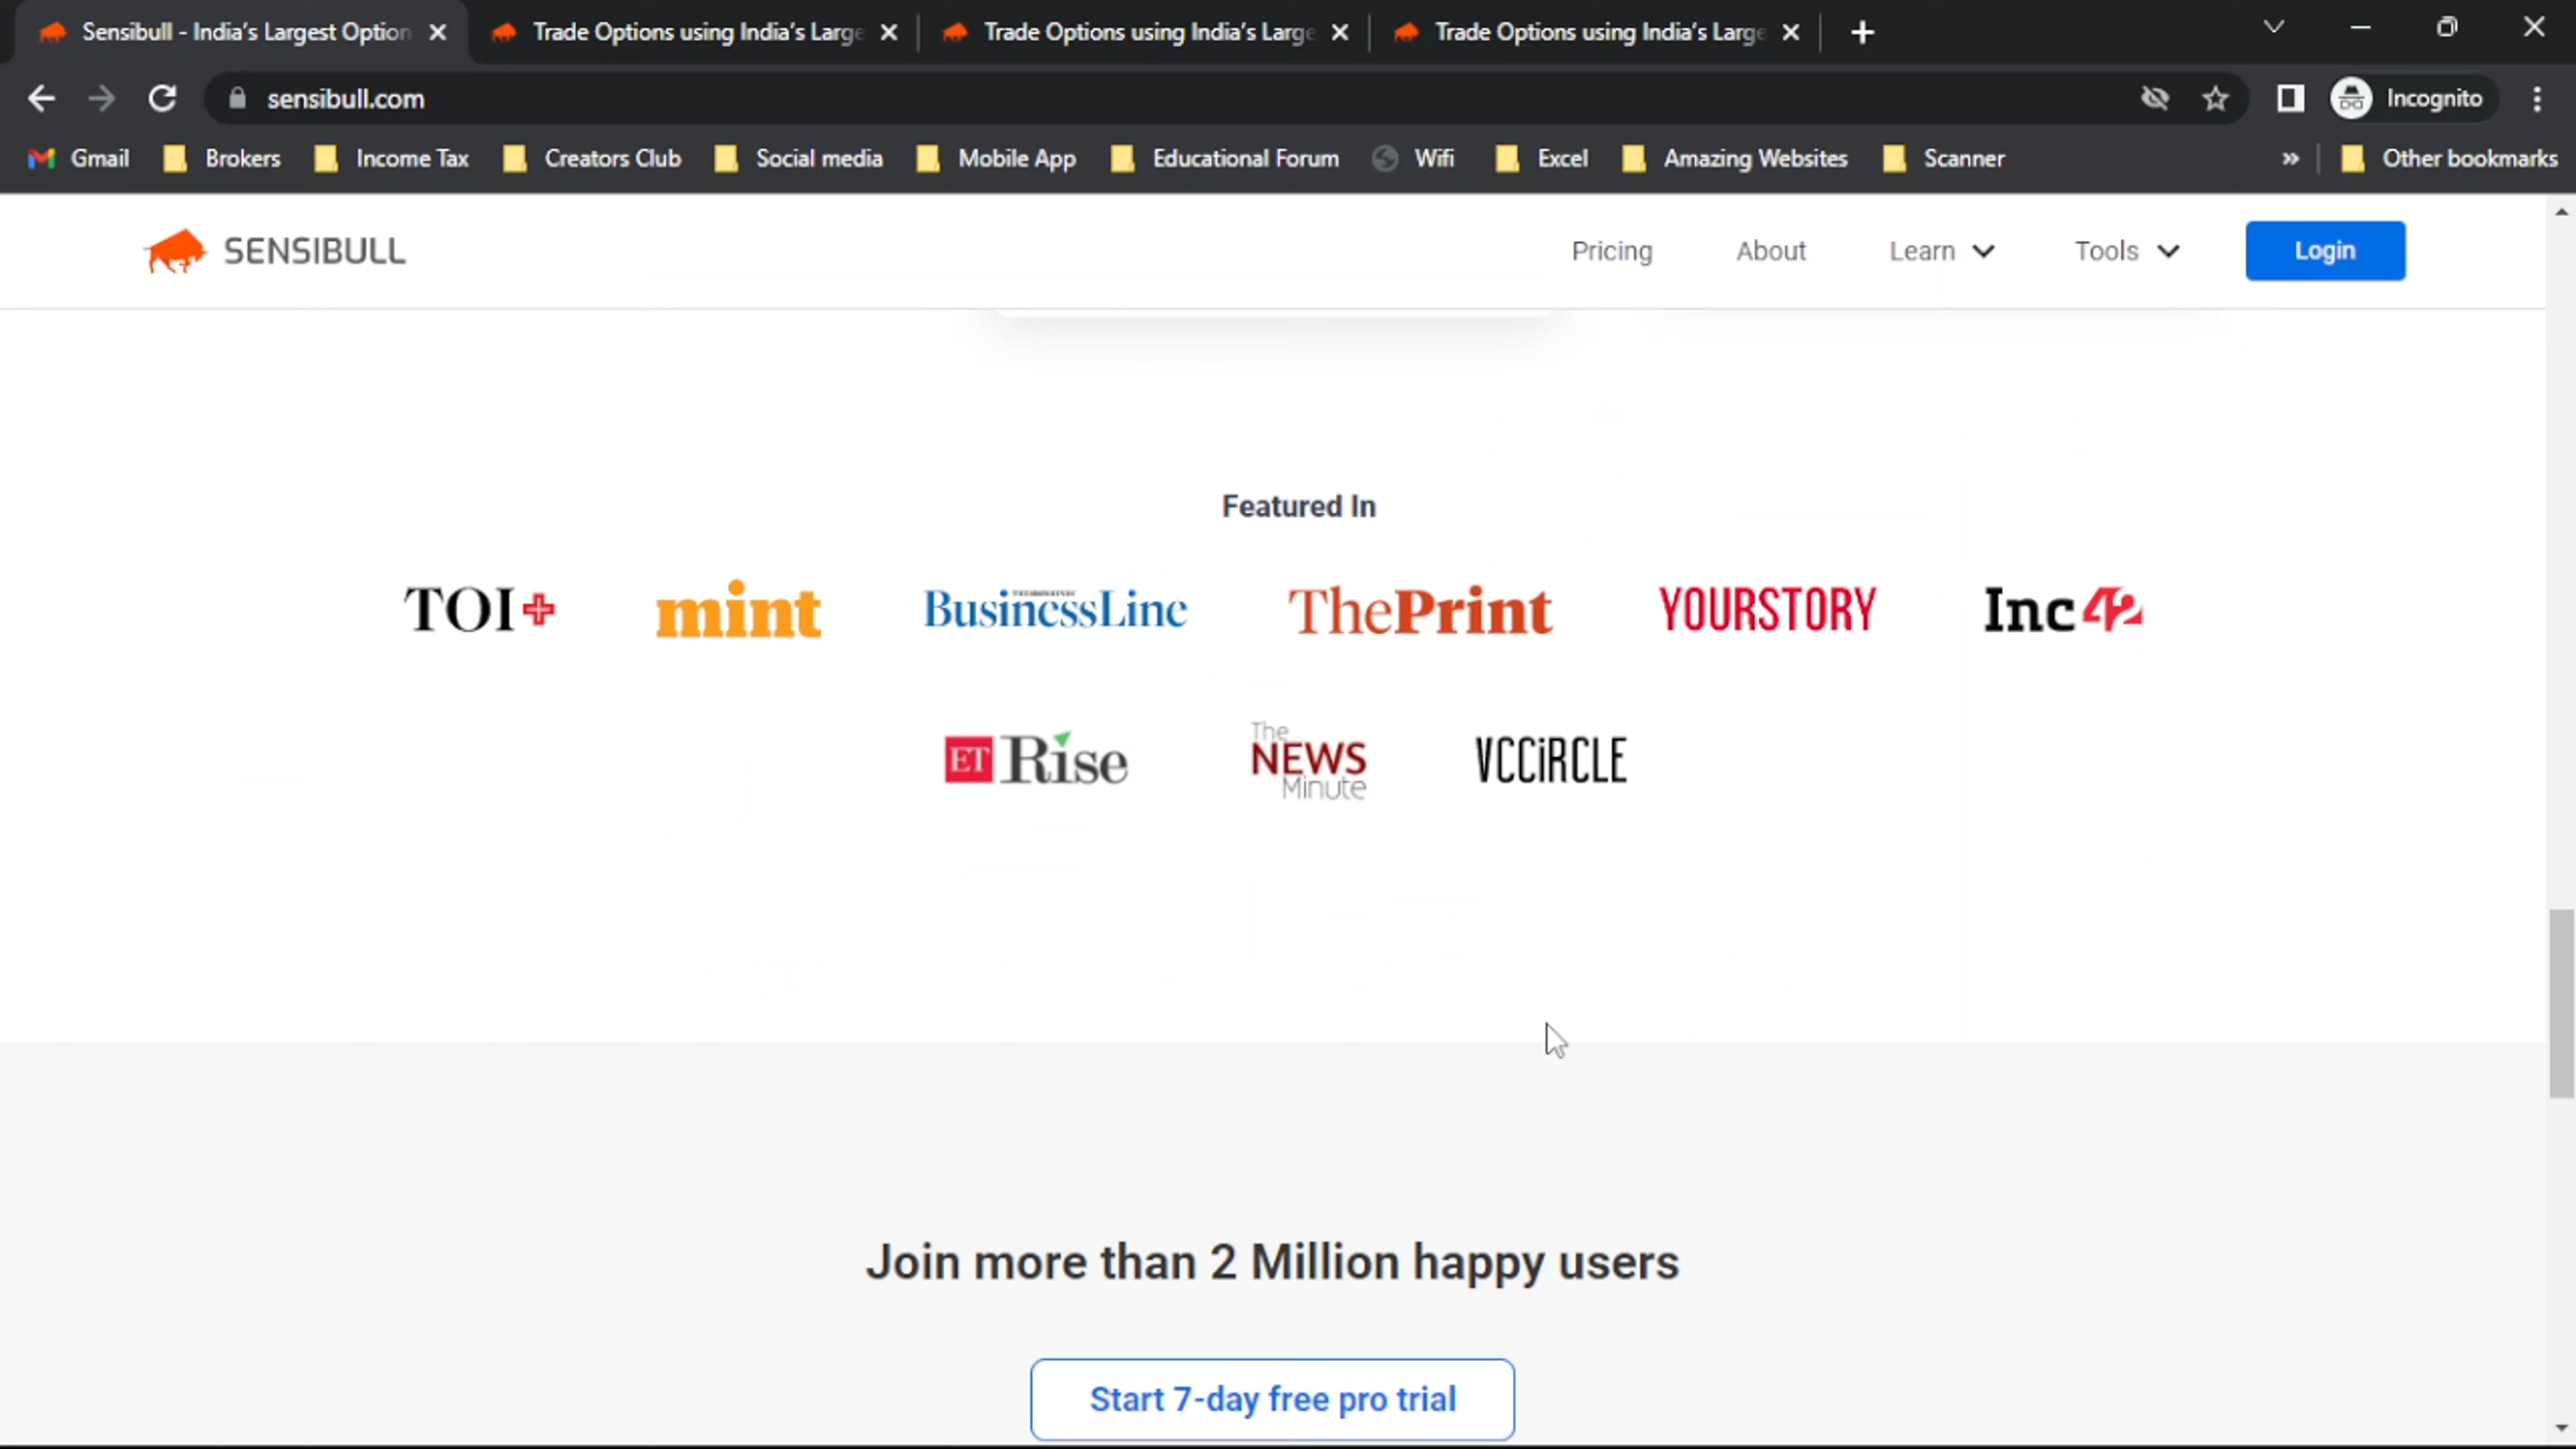 Sensibull - India's Largest Option
Trade Options using India's Large
Trade Options using India's Large
Trade Options using India's Large
sensibull.com
Incognito
Gmail
Brokers
Income Tax
Creators Club
Social media
Mobile App
Educational Forum
Wifi
Excel
Amazing Websites
Scanner
»
Other bookmarks
SENSIBULL
Pricing
About
Learn
Tools
Login
Featured In
TOI+
mint
BusinessLine
ThePrint
YOURSTORY
Inc42
ET Rise
The
NEWS
Minute
VCCiRCLE
Join more than 2 Million happy users
Start 7-day free pro trial